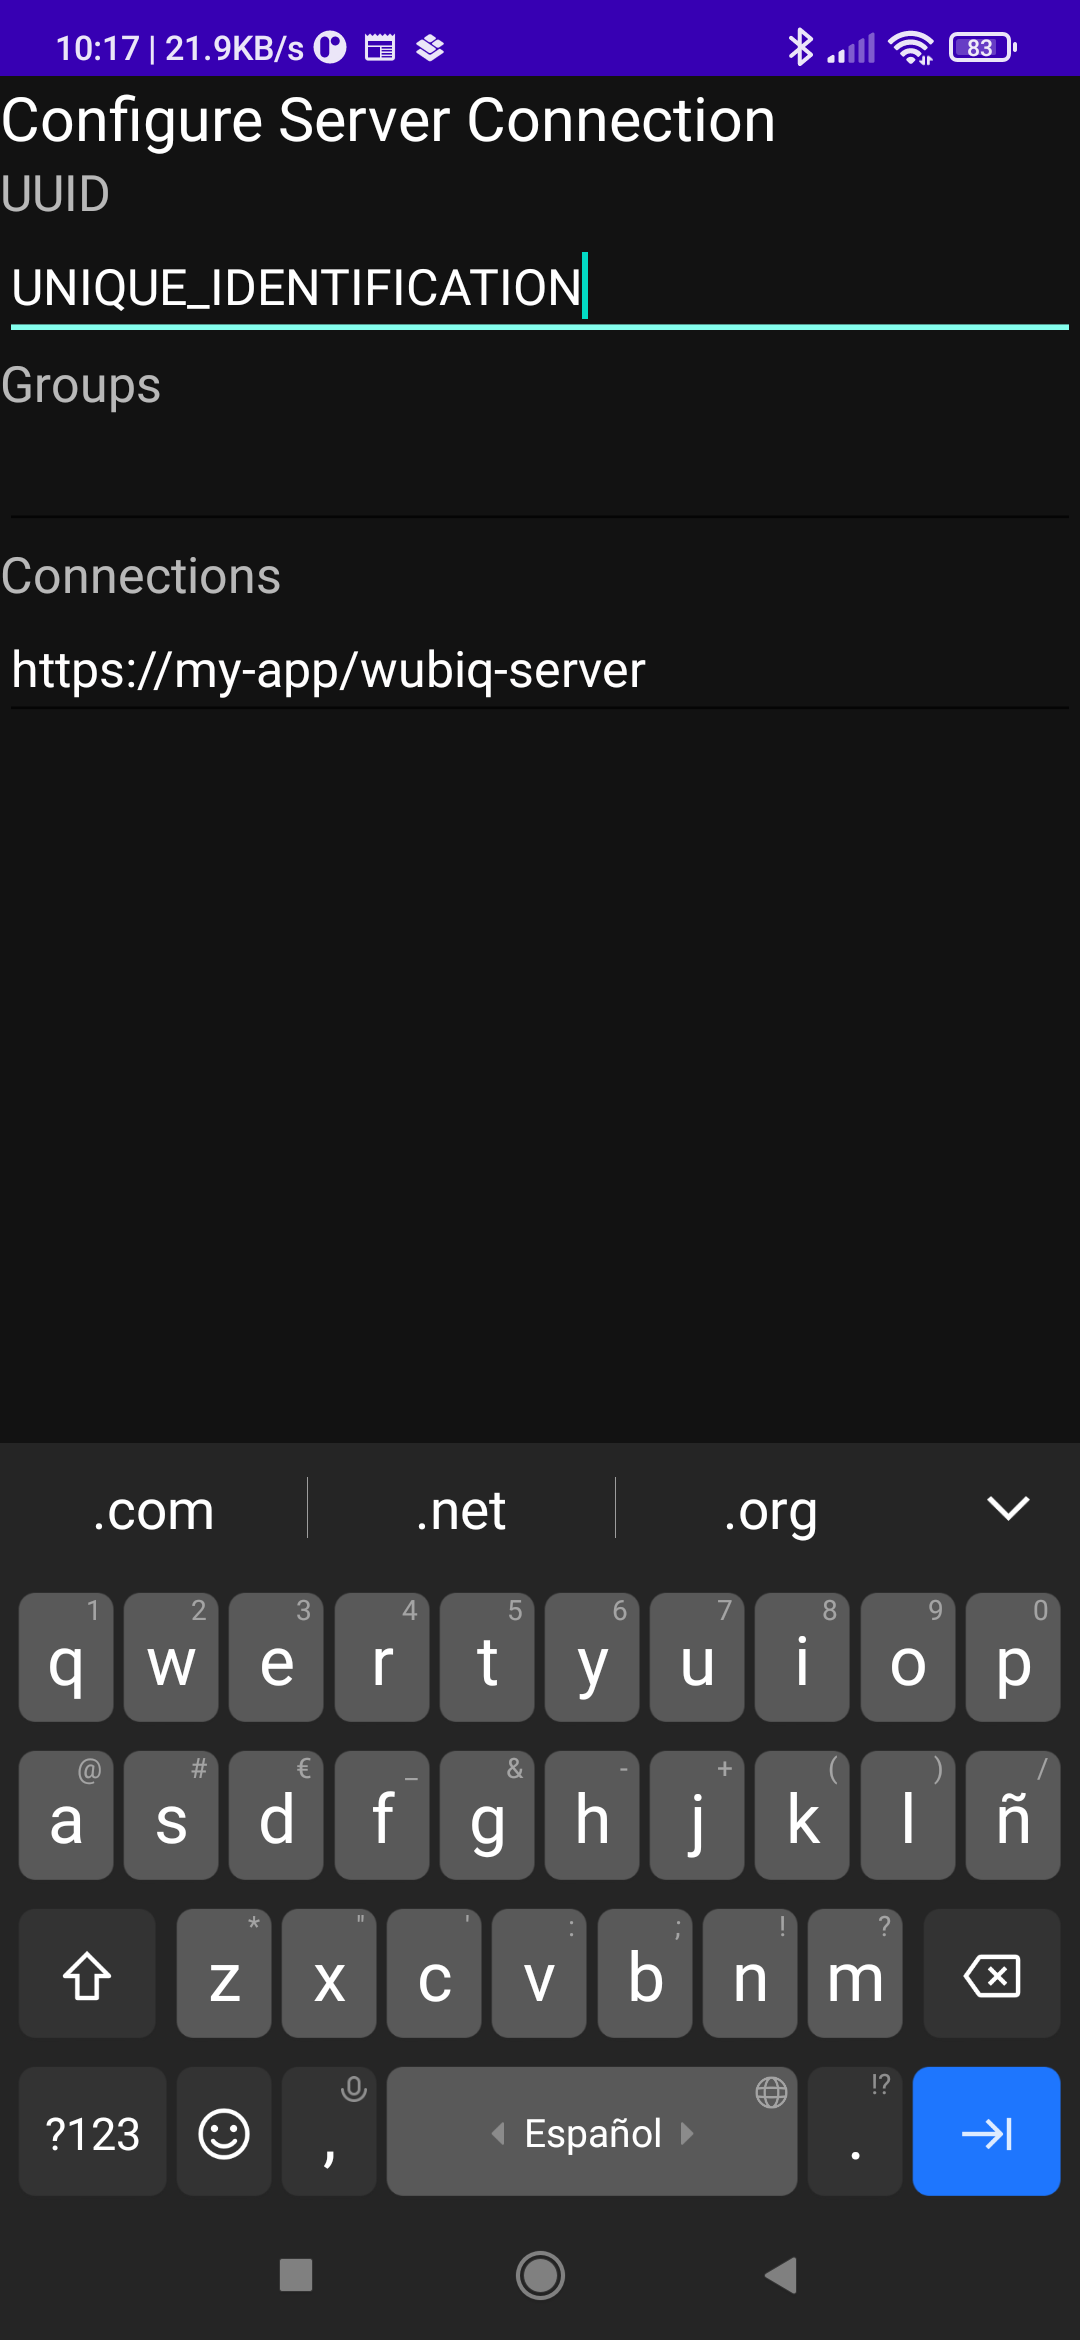 10:17 | 21.9KB/s 83
Configure Server Connection
UUID
UNIQUE_IDENTIFICATION
Groups
Connections
https://my-app/wubiq-server
.com .net .org
1 2 3 4 5 6 7 8 9 0
q w e r t y u i o p
@ # € _ & - + ( ) /
a s d f g h j k l ñ
* " ' : ; ! ?
z x c v b n m
!?
?123 , Español .